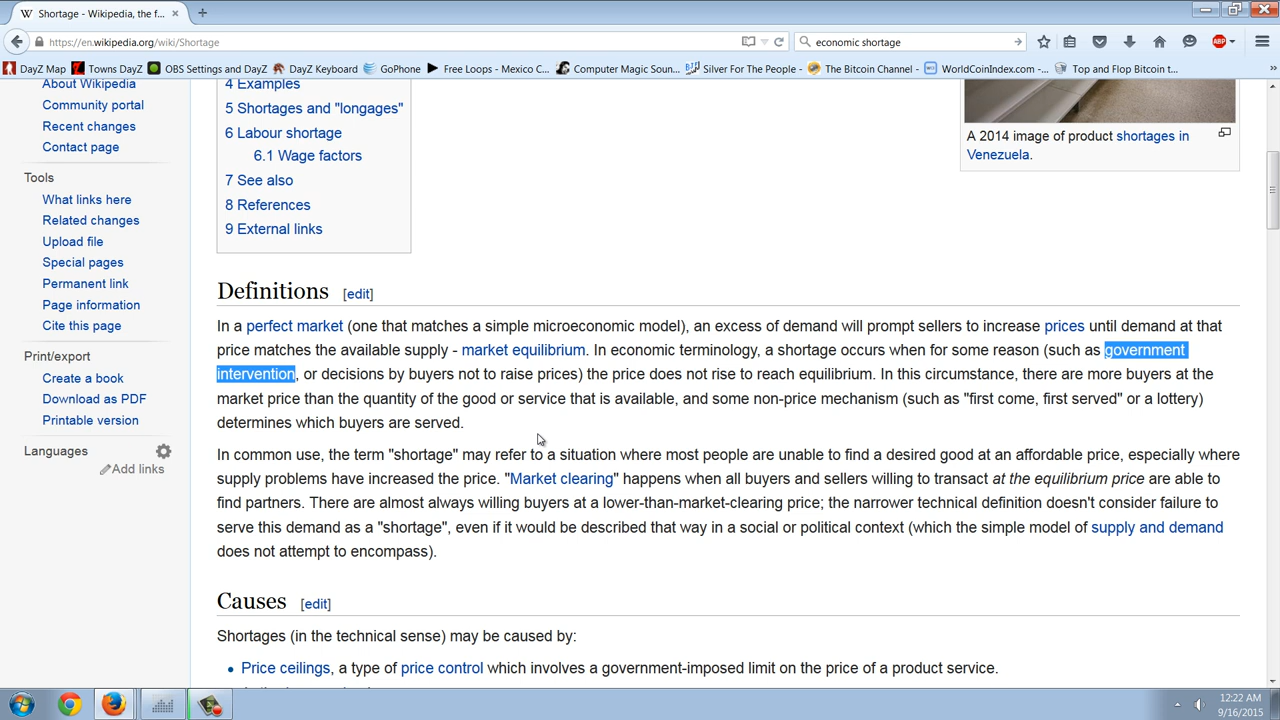 Shortage - Wikipedia, the f... ×
https://en.wikipedia.org/wiki/Shortage
economic shortage
ABP
DayZ Map Towns DayZ OBS Settings and DayZ DayZ Keyboard GoPhone Free Loops - Macro C... Computer Magic Soun... Silver For The People - ... The Bitcoin Channel - ... WorldCoinIndex.com -... Top and Flop Bitcoin t... »
About Wikipedia
Community portal
Recent changes
Contact page
Tools
What links here
Related changes
Upload file
Special pages
Permanent link
Page information
Cite this page
Print/export
Create a book
Download as PDF
Printable version
Languages
Add links
4 Examples
5 Shortages and "longages"
6 Labour shortage
6.1 Wage factors
7 See also
8 References
9 External links
A 2014 image of product shortages in
Venezuela.
Definitions [edit]
In a perfect market (one that matches a simple microeconomic model), an excess of demand will prompt sellers to increase prices until demand at that
price matches the available supply - market equilibrium. In economic terminology, a shortage occurs when for some reason (such as government
intervention, or decisions by buyers not to raise prices) the price does not rise to reach equilibrium. In this circumstance, there are more buyers at the
market price than the quantity of the good or service that is available, and some non-price mechanism (such as "first come, first served" or a lottery)
determines which buyers are served.
In common use, the term "shortage" may refer to a situation where most people are unable to find a desired good at an affordable price, especially where
supply problems have increased the price. "Market clearing" happens when all buyers and sellers willing to transact at the equilibrium price are able to
find partners. There are almost always willing buyers at a lower-than-market-clearing price; the narrower technical definition doesn't consider failure to
serve this demand as a "shortage", even if it would be described that way in a social or political context (which the simple model of supply and demand
does not attempt to encompass).
Causes [edit]
Shortages (in the technical sense) may be caused by:
Price ceilings, a type of price control which involves a government-imposed limit on the price of a product service.
12:22 AM
9/16/2015